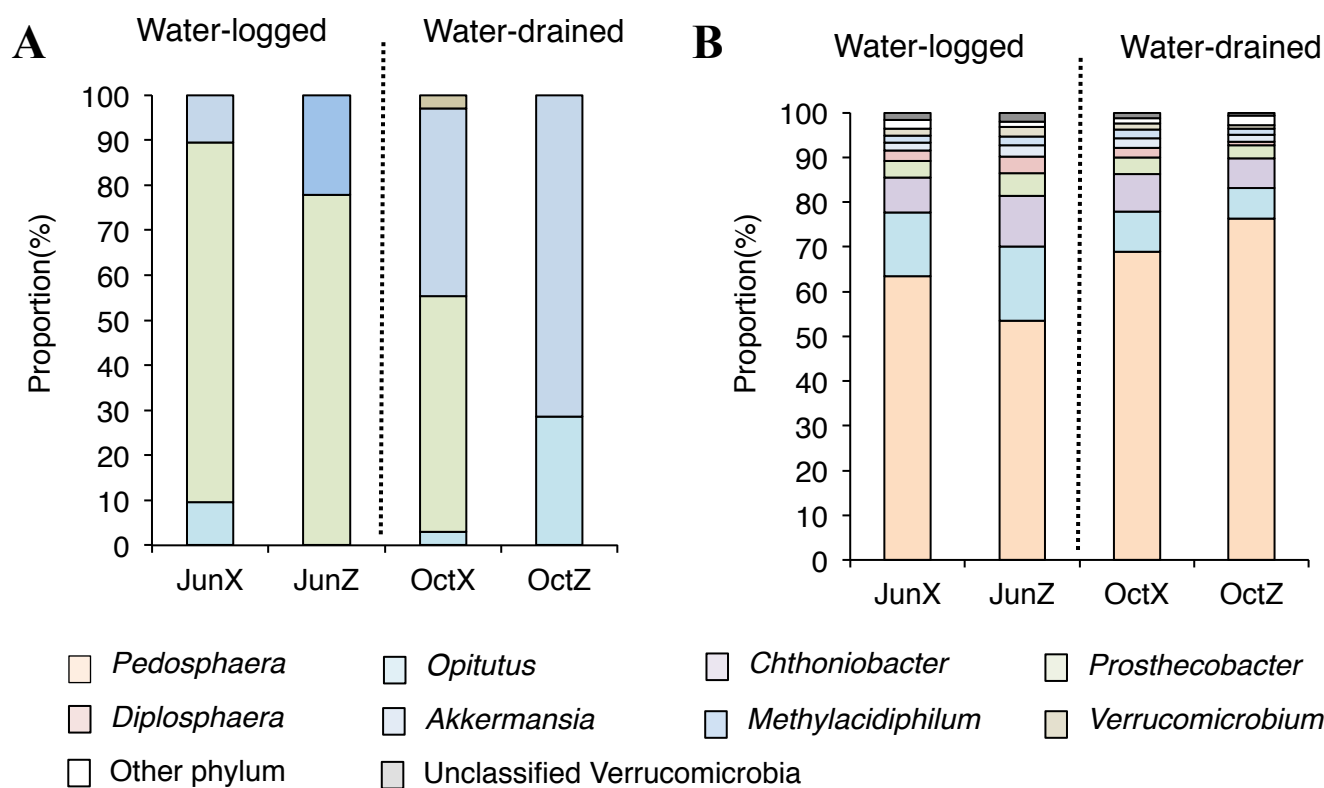 A
Water-logged
Water-drained
Proportion(%)
100
90
80
70
60
50
40
30
20
10
0
JunX
JunZ
OctX
OctZ
B
Water-logged
Water-drained
Proportion(%)
100
90
80
70
60
50
40
30
20
10
0
JunX
JunZ
OctX
OctZ
Pedosphaera
Opitutus
Chthoniobacter
Prosthecobacter
Diplosphaera
Akkermansia
Methylacidiphilum
Verrucomicrobium
Other phylum
Unclassified Verrucomicrobia